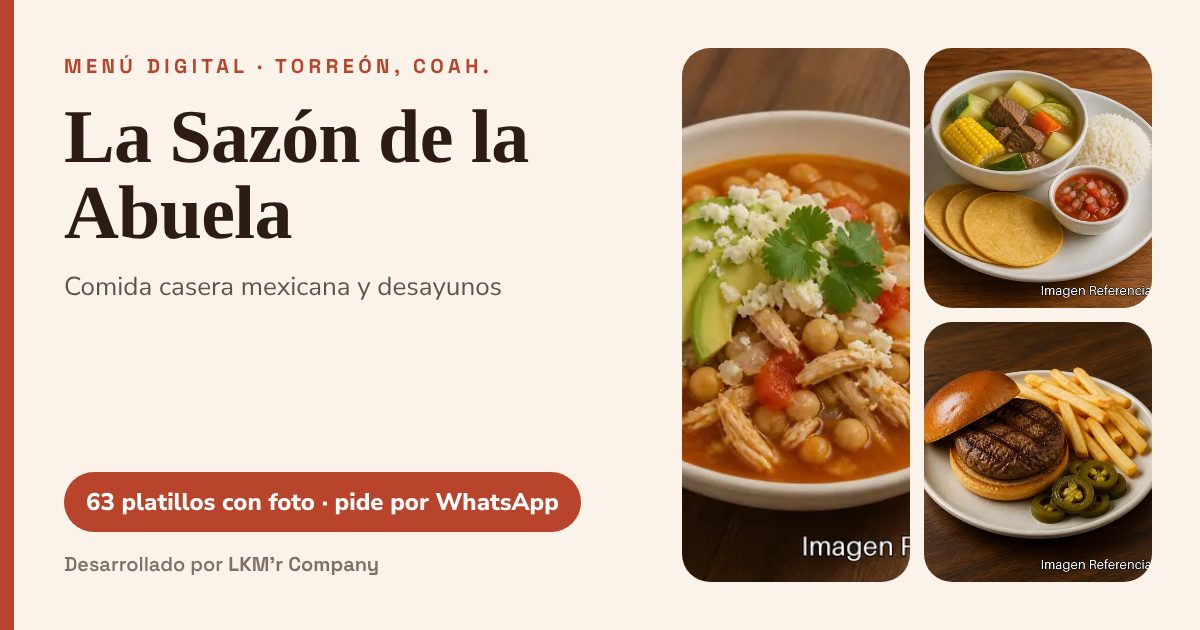 MENÚ DIGITAL · TORREÓN, COAH.
La Sazón de la
Abuela
Comida casera mexicana y desayunos
63 platillos con foto · pide por WhatsApp
Desarrollado por LKM’r Company
Imagen Referencia
Imagen
Imagen Referencia